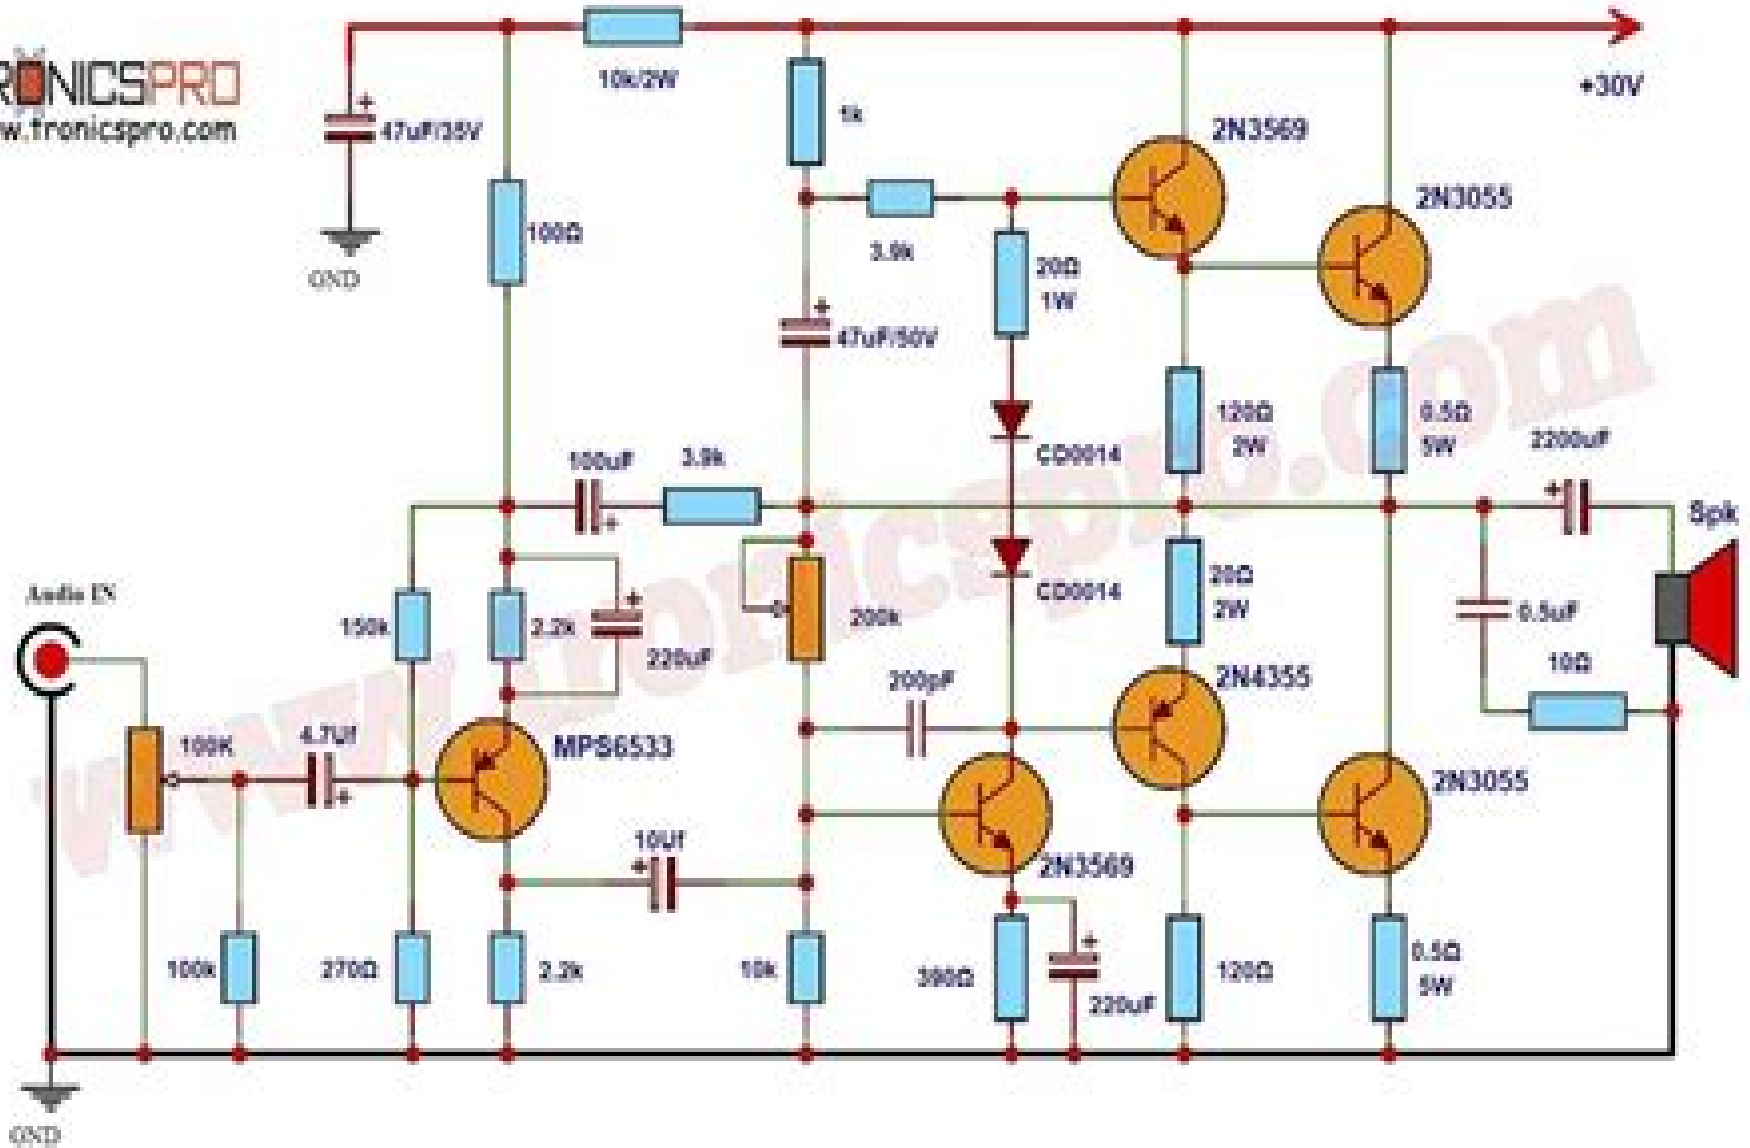 RONICSPRO
w.tronicspro.com
10k/2W
+30V
1k
2N3569
47uF/35V
2N3055
100Ω
GND
3.9k
20Ω
1W
47uF/50V
120Ω
2W
0.5Ω
5W
2200uF
CD0014
100uF
3.9k
Spk
Audio IN
150k
2.2k
220uF
200k
CD0014
20Ω
2W
0.5uF
10Ω
200pF
2N4355
100K
4.7Uf
MPS6533
2N3055
10Uf
2N3569
100k
270Ω
2.2k
10k
390Ω
220uF
120Ω
0.5Ω
5W
GND
www.tronicspro.com